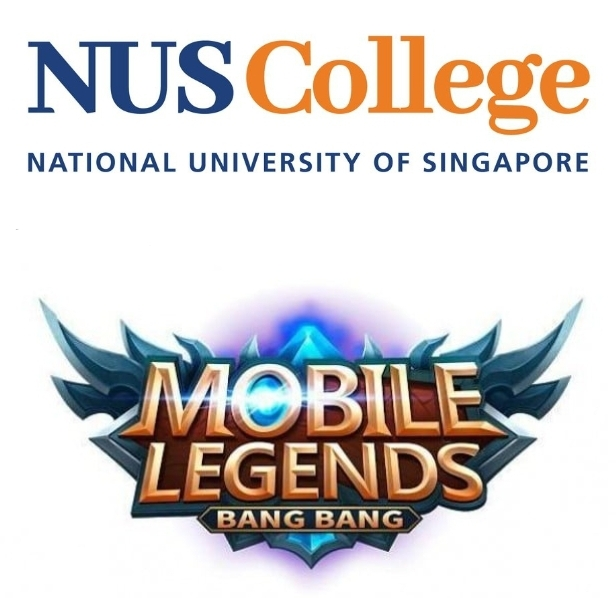 NUS College
NATIONAL UNIVERSITY OF SINGAPORE
MOBILE
LEGENDS
BANG BANG